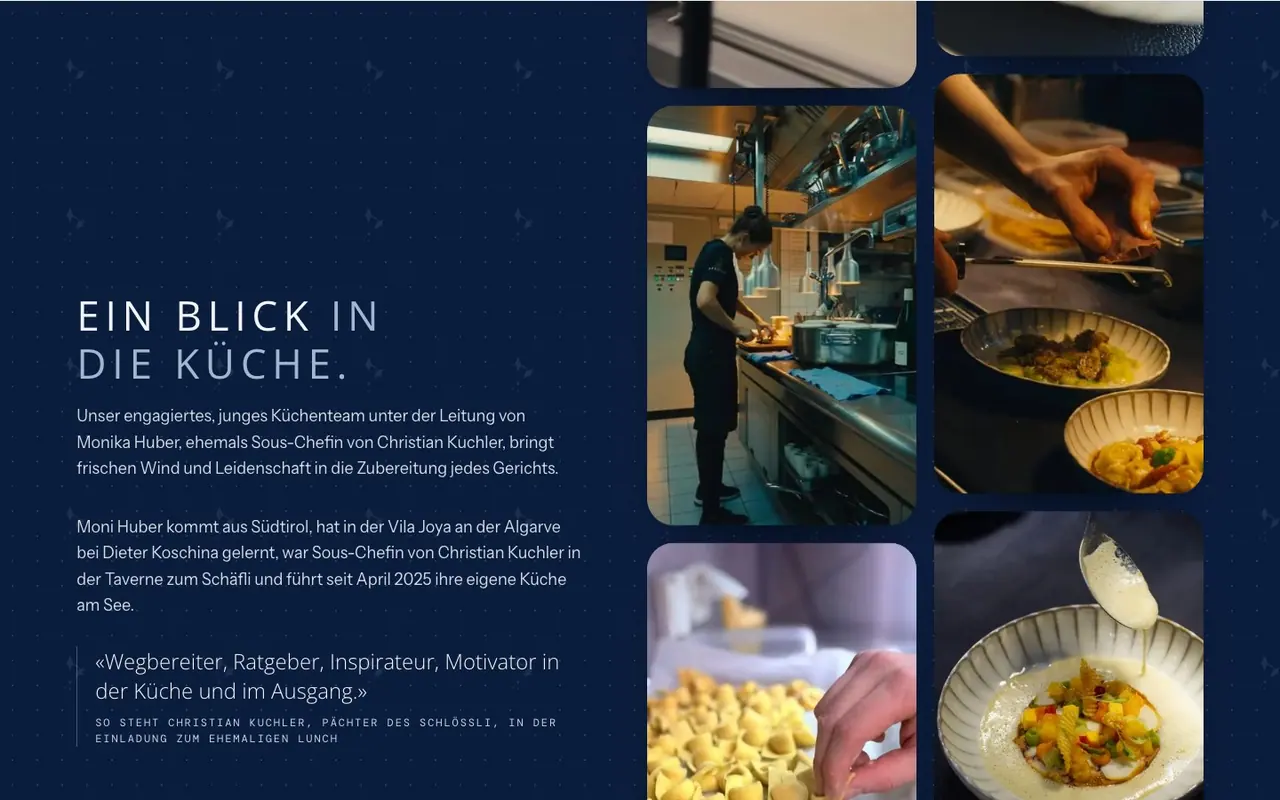 EIN BLICK IN
DIE KÜCHE.
Unser engagiertes, junges Küchenteam unter der Leitung von
Monika Huber, ehemals Sous-Chefin von Christian Kuchler, bringt
frischen Wind und Leidenschaft in die Zubereitung jedes Gerichts.
Moni Huber kommt aus Südtirol, hat in der Vila Joya an der Algarve
bei Dieter Koschina gelernt, war Sous-Chefin von Christian Kuchler in
der Taverne zum Schäfli und führt seit April 2025 ihre eigene Küche
am See.
«Wegbereiter, Ratgeber, Inspirateur, Motivator in
der Küche und im Ausgang.»
SO STEHT CHRISTIAN KUCHLER, PÄCHTER DES SCHLÖSSLI, IN DER
EINLADUNG ZUM EHEMALIGEN LUNCH